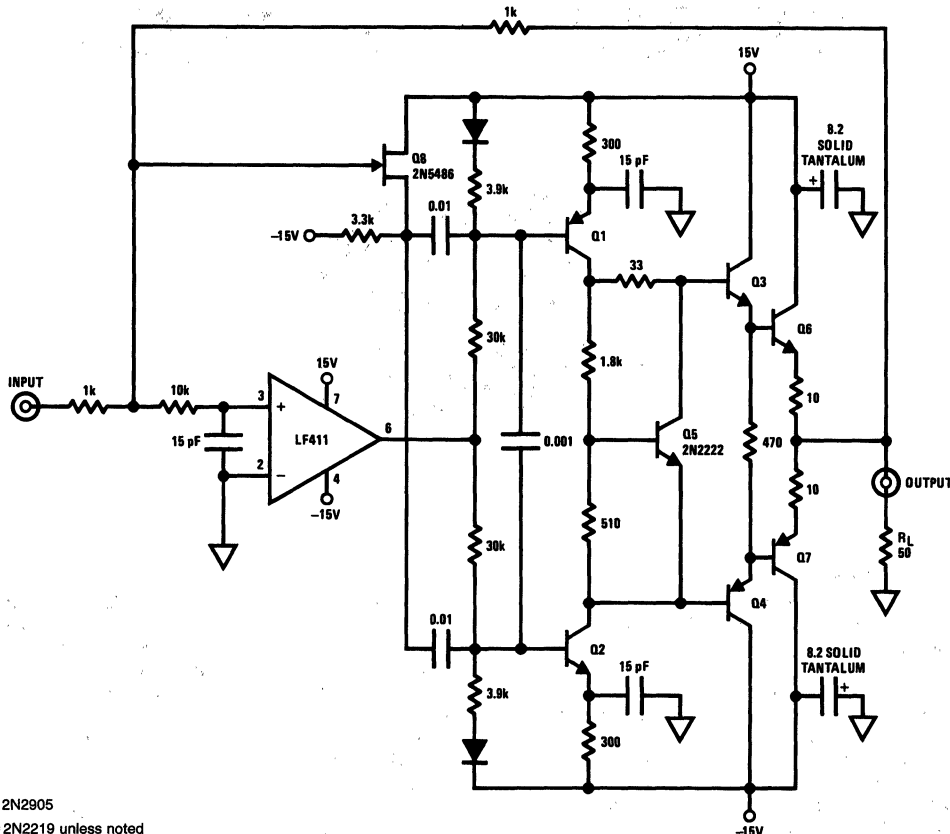 1k
15V
8.2
SOLID
TANTALUM
+
300
Q8
2N5486
15 pF
3.9k
3.3k
0.01
-15V
Q1
33
Q3
Q6
30k
1.8k
10
INPUT
15V
1k
10k
3
+
7
LF411
6
15 pF
2
-
4
-15V
0.001
Q5
2N2222
470
OUTPUT
10
510
30k
RL
50
Q7
Q4
0.01
Q2
15 pF
8.2 SOLID
TANTALUM
+
3.9k
300
2N2905
2N2219 unless noted
-15V